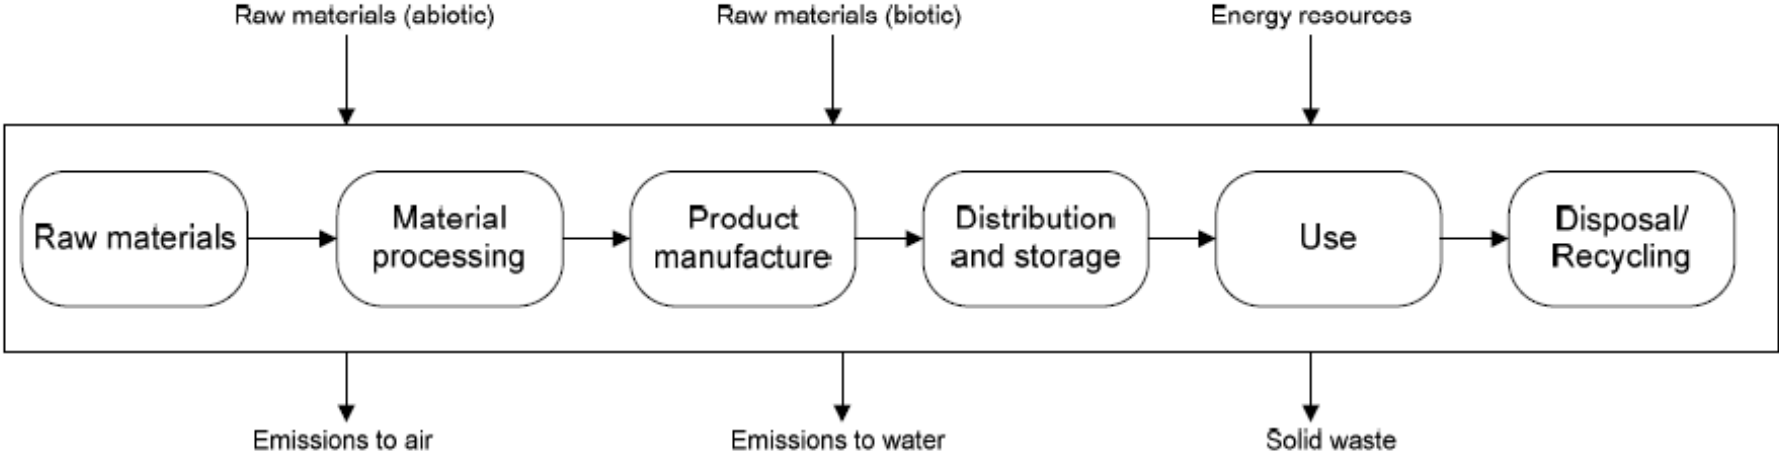 Raw materials (abiotic)
Raw materials (biotic)
Energy resources
Raw materials
Material
processing
Product
manufacture
Distribution
and storage
Use
Disposal/
Recycling
Emissions to air
Emissions to water
Solid waste